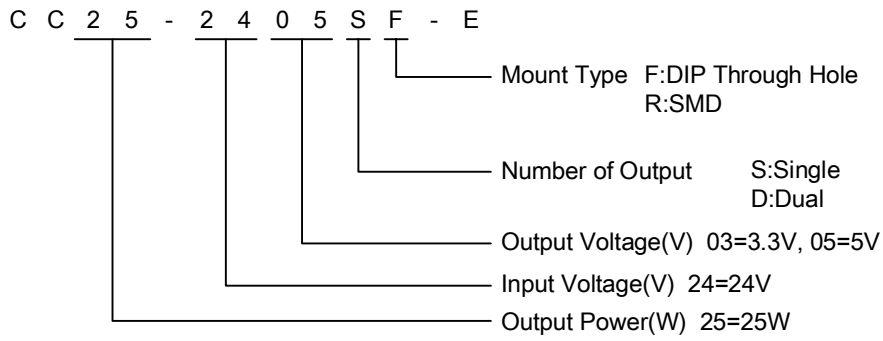 C C 2 5 - 2 4 0 5 S F - E
Mount Type F:DIP Through Hole
R:SMD
Number of Output S:Single
D:Dual
Output Voltage(V) 03=3.3V, 05=5V
Input Voltage(V) 24=24V
Output Power(W) 25=25W